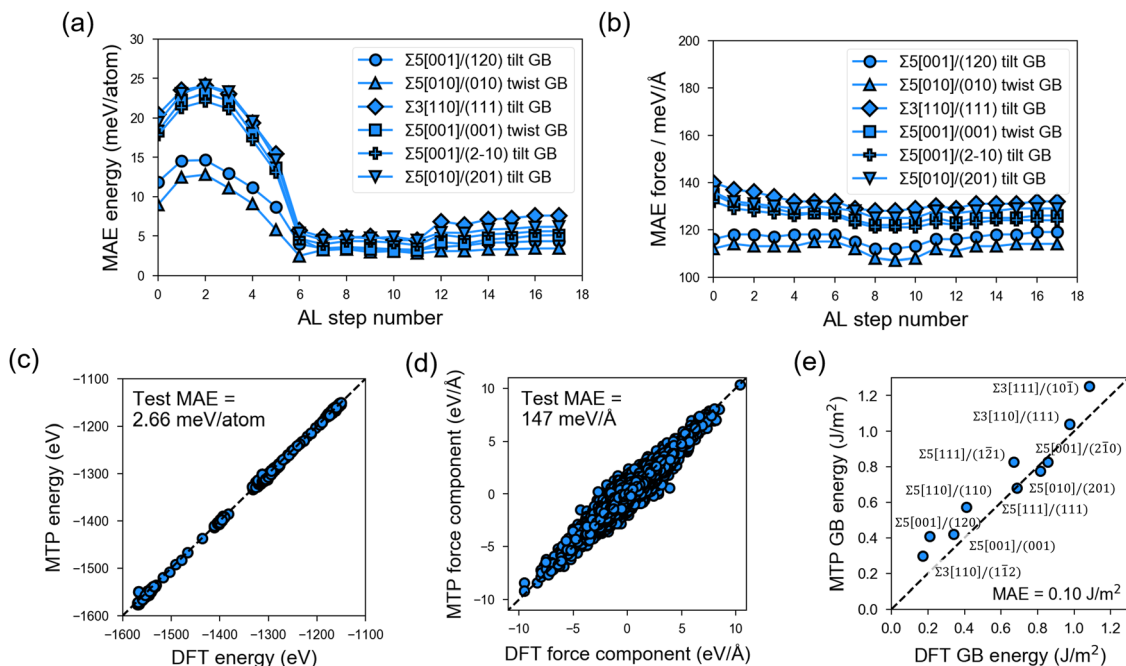 (a)
MAE energy (meV/atom)
30
25
20
15
10
5
0
0 2 4 6 8 10 12 14 16 18
AL step number
Σ5[001]/(120) tilt GB
Σ5[010]/(010) twist GB
Σ3[110]/(111) tilt GB
Σ5[001]/(001) twist GB
Σ5[001]/(2-10) tilt GB
Σ5[010]/(201) tilt GB
(b)
MAE force / meV/Å
200
180
160
140
120
100
0 2 4 6 8 10 12 14 16 18
AL step number
Σ5[001]/(120) tilt GB
Σ5[010]/(010) twist GB
Σ3[110]/(111) tilt GB
Σ5[001]/(001) twist GB
Σ5[001]/(2-10) tilt GB
Σ5[010]/(201) tilt GB
(c)
MTP energy (eV)
−1100
−1200
−1300
−1400
−1500
−1600
−1600 −1500 −1400 −1300 −1200 −1100
DFT energy (eV)
Test MAE =
2.66 meV/atom
(d)
MTP force component (eV/Å)
10
5
0
−5
−10
−10 −5 0 5 10
DFT force component (eV/Å)
Test MAE =
147 meV/Å
(e)
MTP GB energy (J/m²)
1.2
1.0
0.8
0.6
0.4
0.2
0.0
0.0 0.2 0.4 0.6 0.8 1.0 1.2
DFT GB energy (J/m²)
Σ3[111]/(101̄)
Σ3[110]/(111)
Σ5[111]/(12̄1)
Σ5[001]/(21̄0)
Σ5[110]/(110)
Σ5[010]/(201)
Σ5[111]/(111)
Σ5[001]/(120)
Σ5[001]/(001)
Σ3[110]/(11̄2)
MAE = 0.10 J/m²